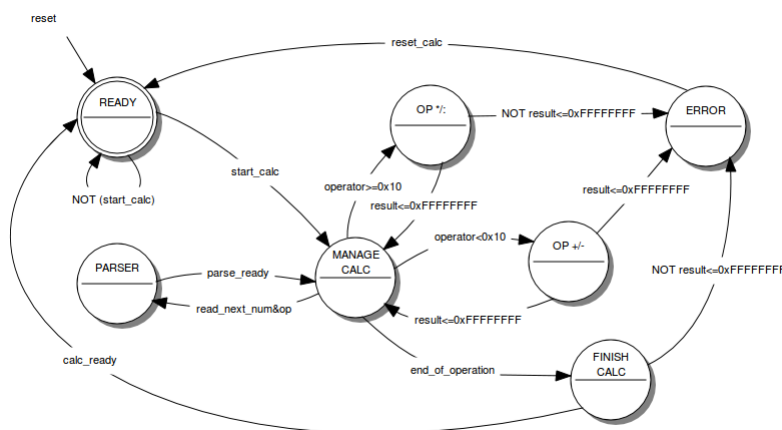 reset
reset_calc
READY
OP */:
NOT result<=0xFFFFFFFF
ERROR
start_calc
operator>=0x10
result<=0xFFFFFFFF
NOT (start_calc)
result<=0xFFFFFFFF
operator<0x10
MANAGE
CALC
OP +/-
PARSER
parse_ready
NOT result<=0xFFFFFFFF
read_next_num&op
result<=0xFFFFFFFF
calc_ready
end_of_operation
FINISH
CALC